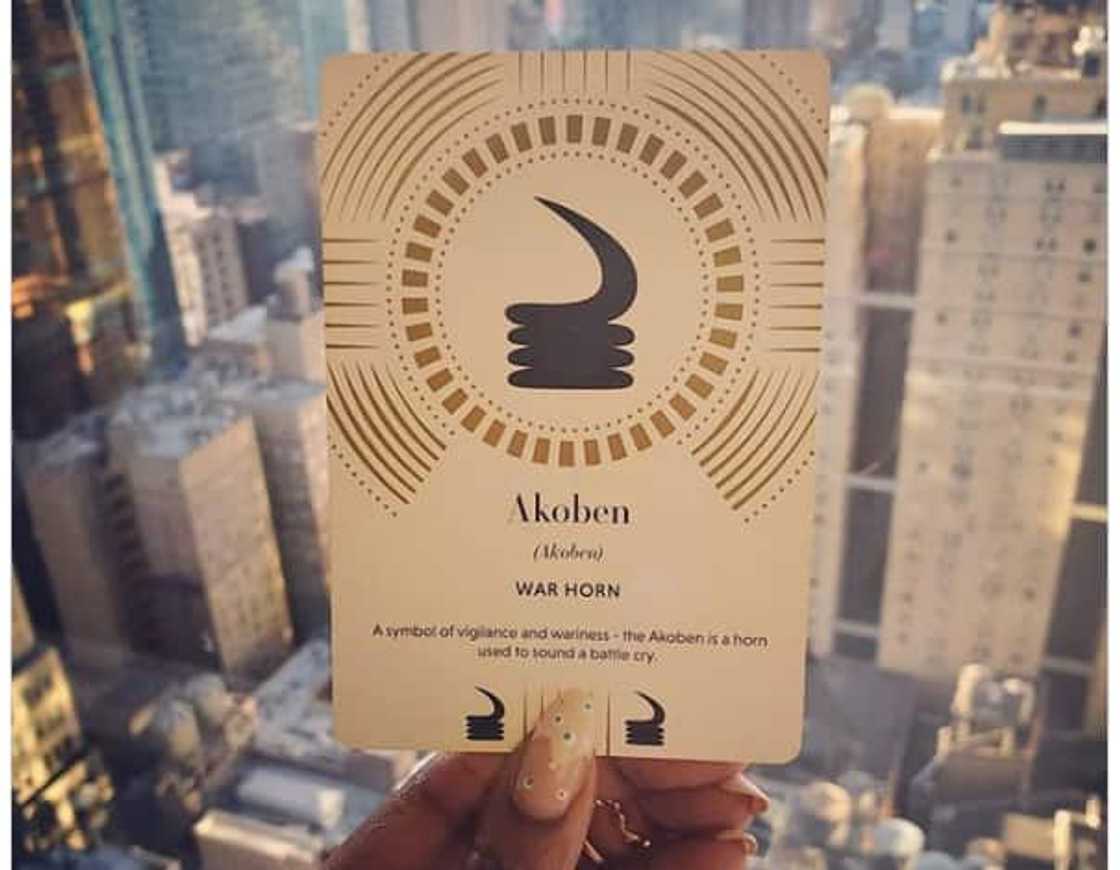 Akoben
(Akoben)
WAR HORN
A symbol of vigilance and wariness - the Akoben is a horn
used to sound a battle cry.